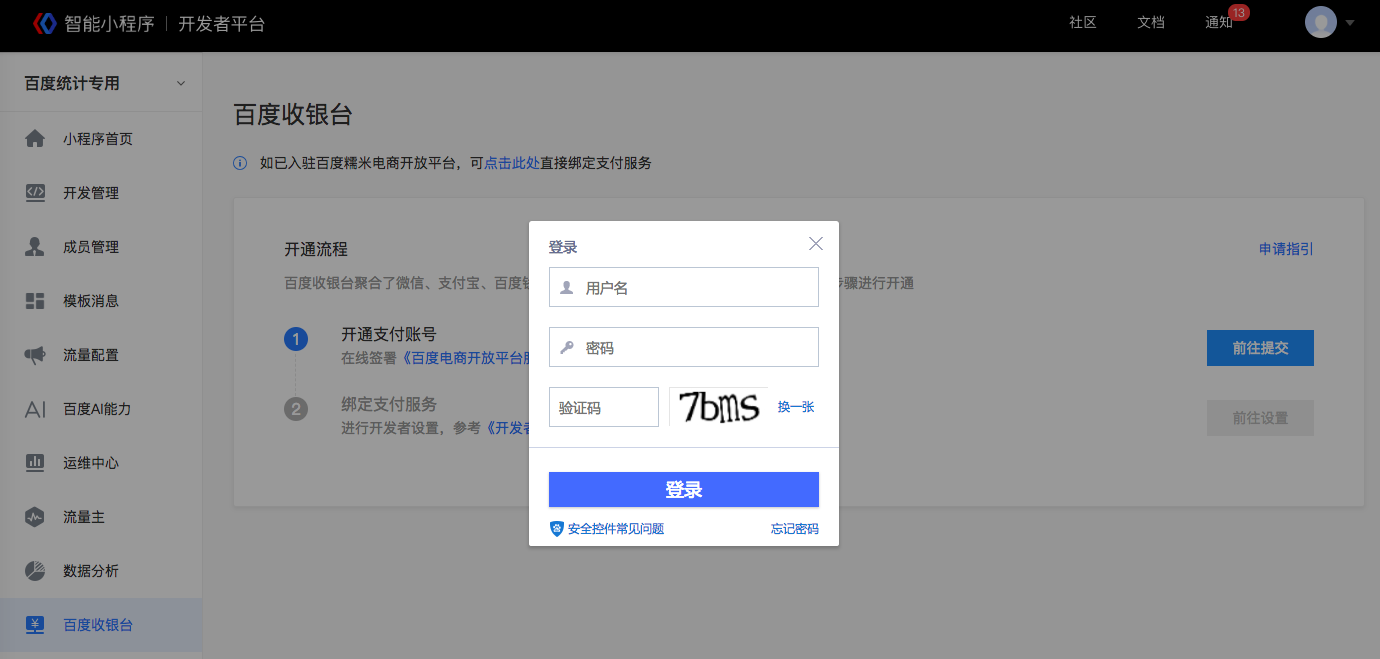 智能小程序 | 开发者平台
社区 文档 通知 13
百度统计专用
小程序首页
开发管理
成员管理
模板消息
流量配置
百度AI能力
运维中心
流量主
数据分析
百度收银台
百度收银台
如已入驻百度糯米电商开放平台，可点击此处直接绑定支付服务
开通流程
申请指引
百度收银台聚合了微信、支付宝、百度钱
步骤进行开通
1 开通支付账号
在线签署《百度电商开放平台服
前往提交
2 绑定支付服务
进行开发者设置，参考《开发者
前往设置
登录
用户名
密码
验证码 7bms 换一张
登录
安全控件常见问题 忘记密码